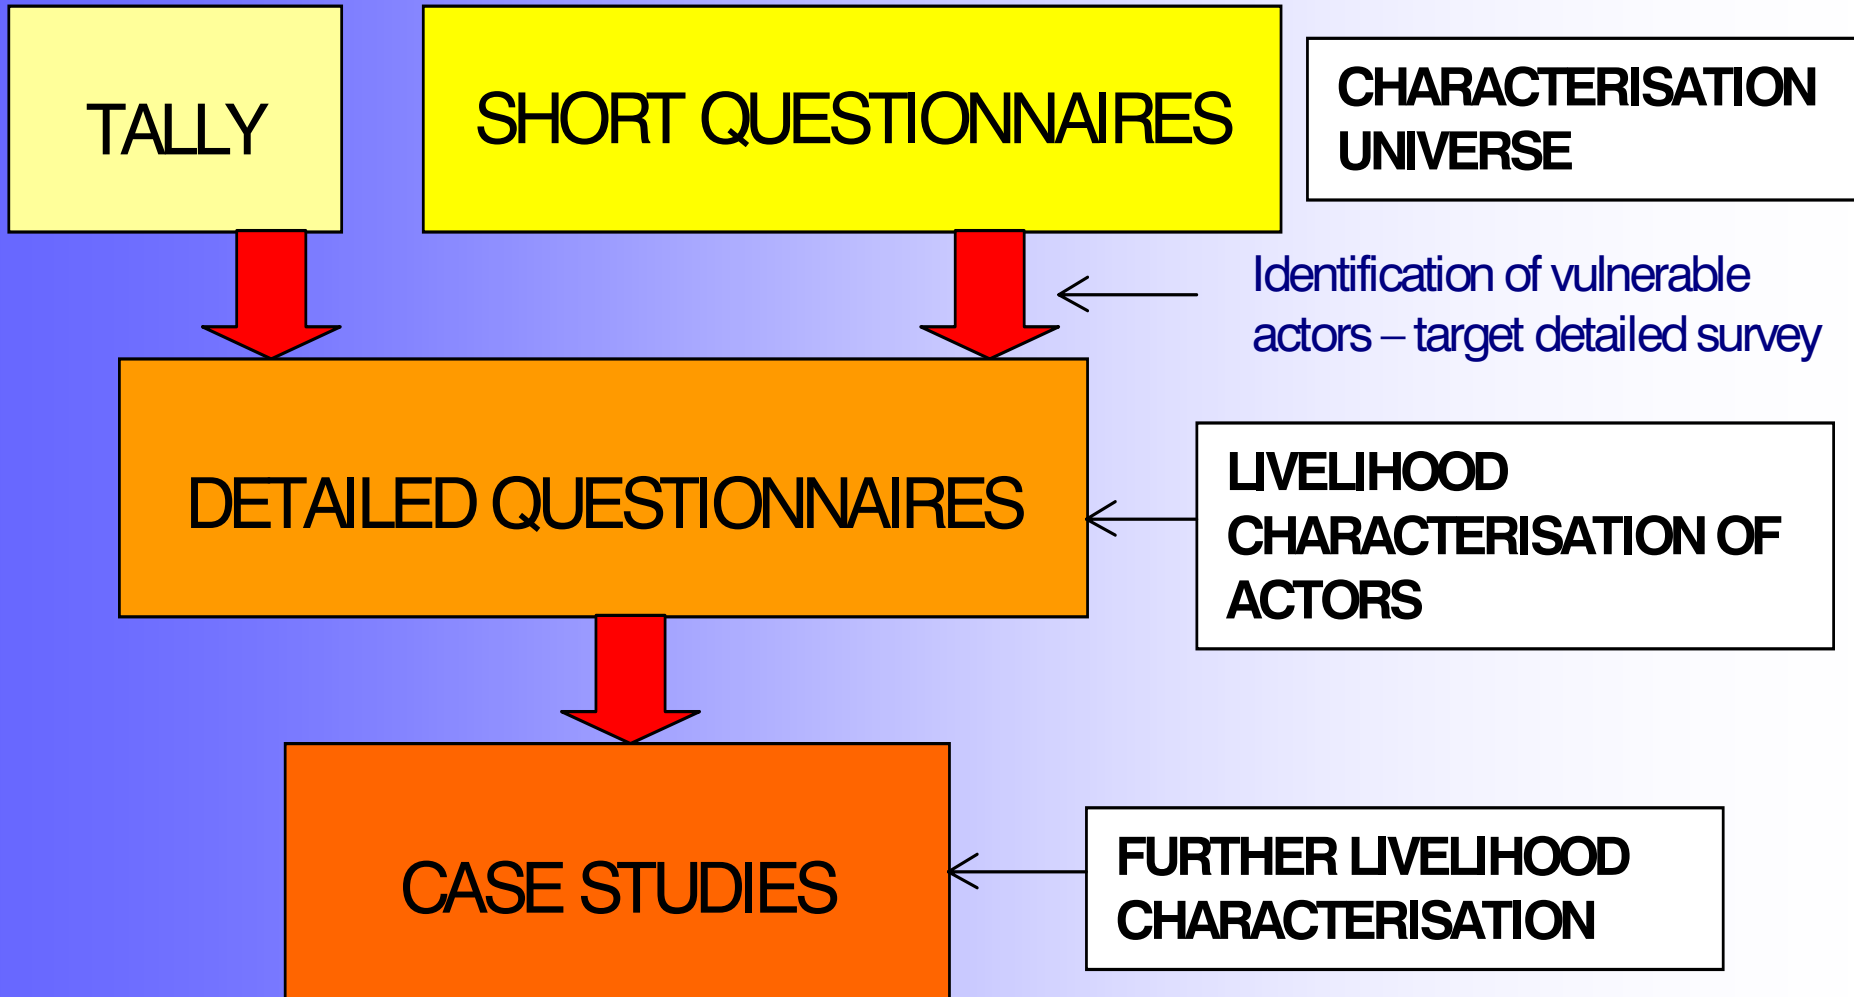 TALLY
SHORT QUESTIONNAIRES
CHARACTERISATION
UNIVERSE
Identification of vulnerable
actors – target detailed survey
DETAILED QUESTIONNAIRES
LIVELIHOOD
CHARACTERISATION OF
ACTORS
CASE STUDIES
FURTHER LIVELIHOOD
CHARACTERISATION